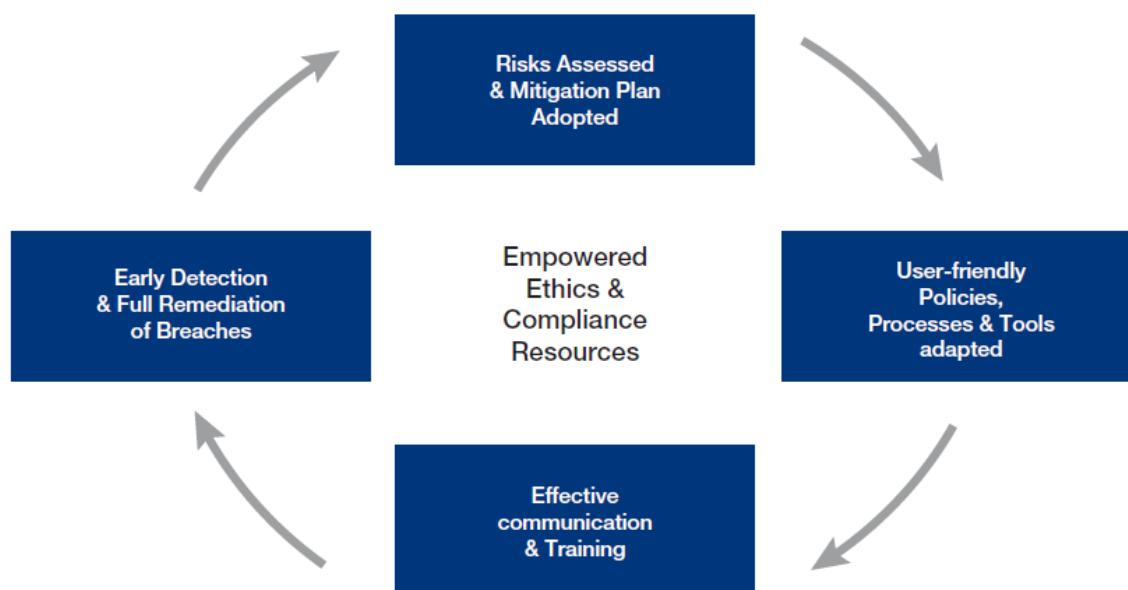 Risks Assessed
& Mitigation Plan
Adopted
Early Detection
& Full Remediation
of Breaches
Empowered
Ethics &
Compliance
Resources
User-friendly
Policies,
Processes & Tools
adapted
Effective
communication
& Training